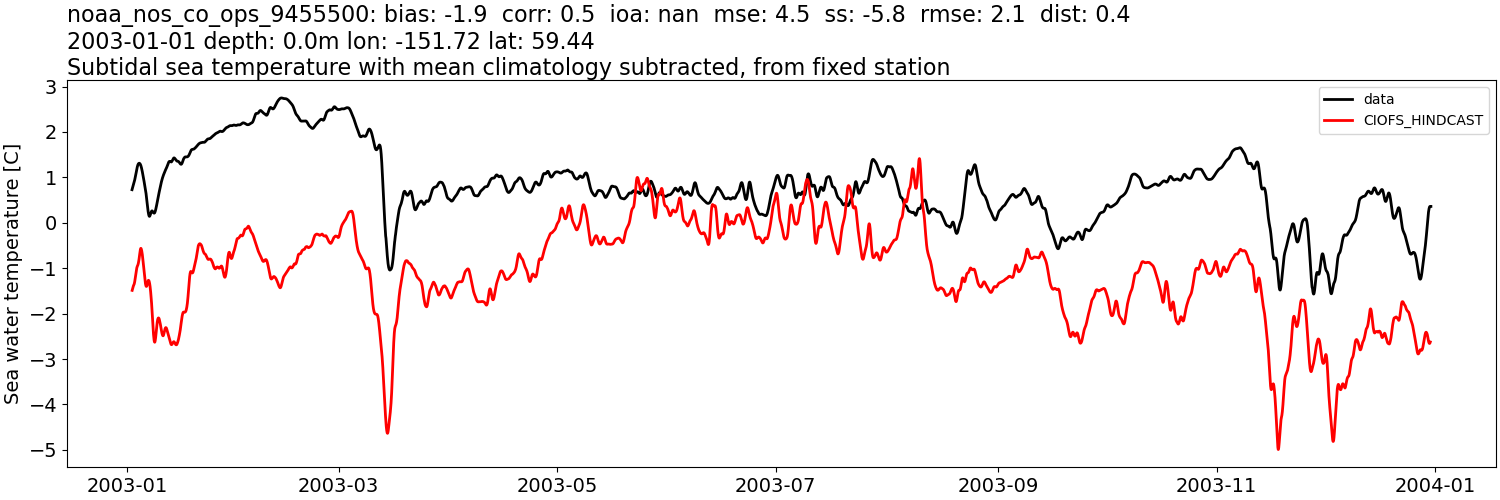 noaa_nos_co_ops_9455500: bias: -1.9  corr: 0.5  ioa: nan  mse: 4.5  ss: -5.8  rmse: 2.1  dist: 0.4
2003-01-01 depth: 0.0m lon: -151.72 lat: 59.44
Subtidal sea temperature with mean climatology subtracted, from fixed station
Sea water temperature [C]
3
2
1
0
−1
−2
−3
−4
−5
data
CIOFS_HINDCAST
2003-01 2003-03 2003-05 2003-07 2003-09 2003-11 2004-01